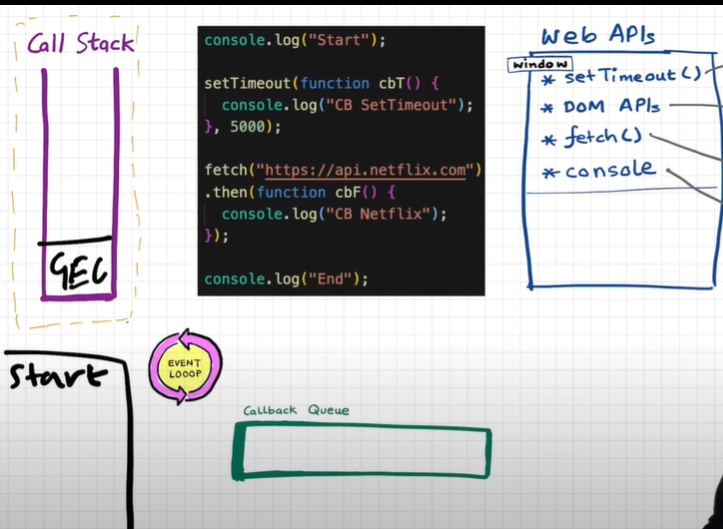 Call Stack
GEC
console.log("Start");
setTimeout(function cbT() {
console.log("CB SetTimeout");
}, 5000);
fetch("https://api.netflix.com")
.then(function cbF() {
console.log("CB Netflix");
});
console.log("End");
Web APIs
window
* setTimeout()
* DOM APIs
* fetch()
* console
Start
EVENT
LOOOP
Callback Queue